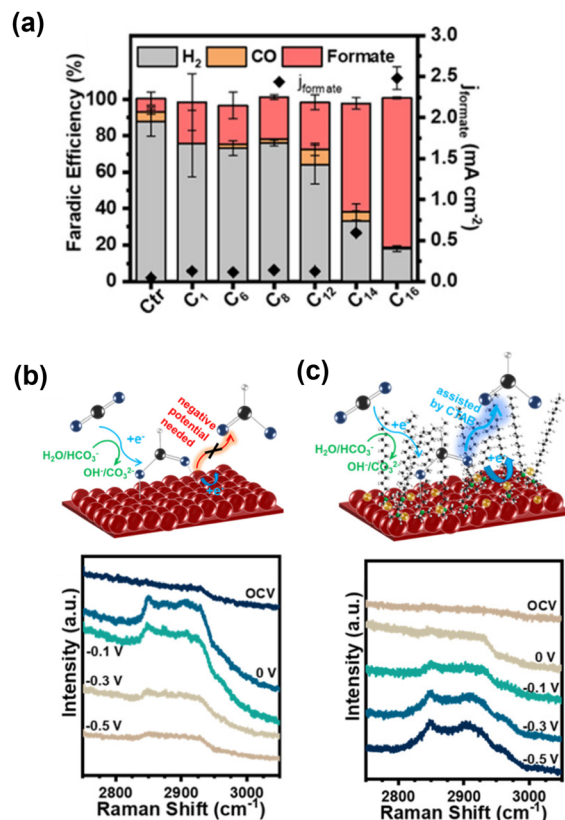 (a)
H₂ CO Formate
jformate
Faradic Efficiency (%)
100
80
60
40
20
0
3.0
2.5
2.0
1.5
1.0
0.5
0.0
jformate (mA cm⁻²)
Ctr C₁ C₆ C₈ C₁₂ C₁₄ C₁₆
(b)
negative
potential
needed
+e⁻
H₂O/HCO₃⁻
OH⁻/CO₃²⁻
Intensity (a.u.)
OCV
0 V
-0.1 V
-0.3 V
-0.5 V
2800 2900 3000
Raman Shift (cm⁻¹)
(c)
assisted
by CTAB
+e⁻
H₂O/HCO₃⁻
OH⁻/CO₃²⁻
Intensity (a.u.)
OCV
0 V
-0.1 V
-0.3 V
-0.5 V
2800 2900 3000
Raman Shift (cm⁻¹)